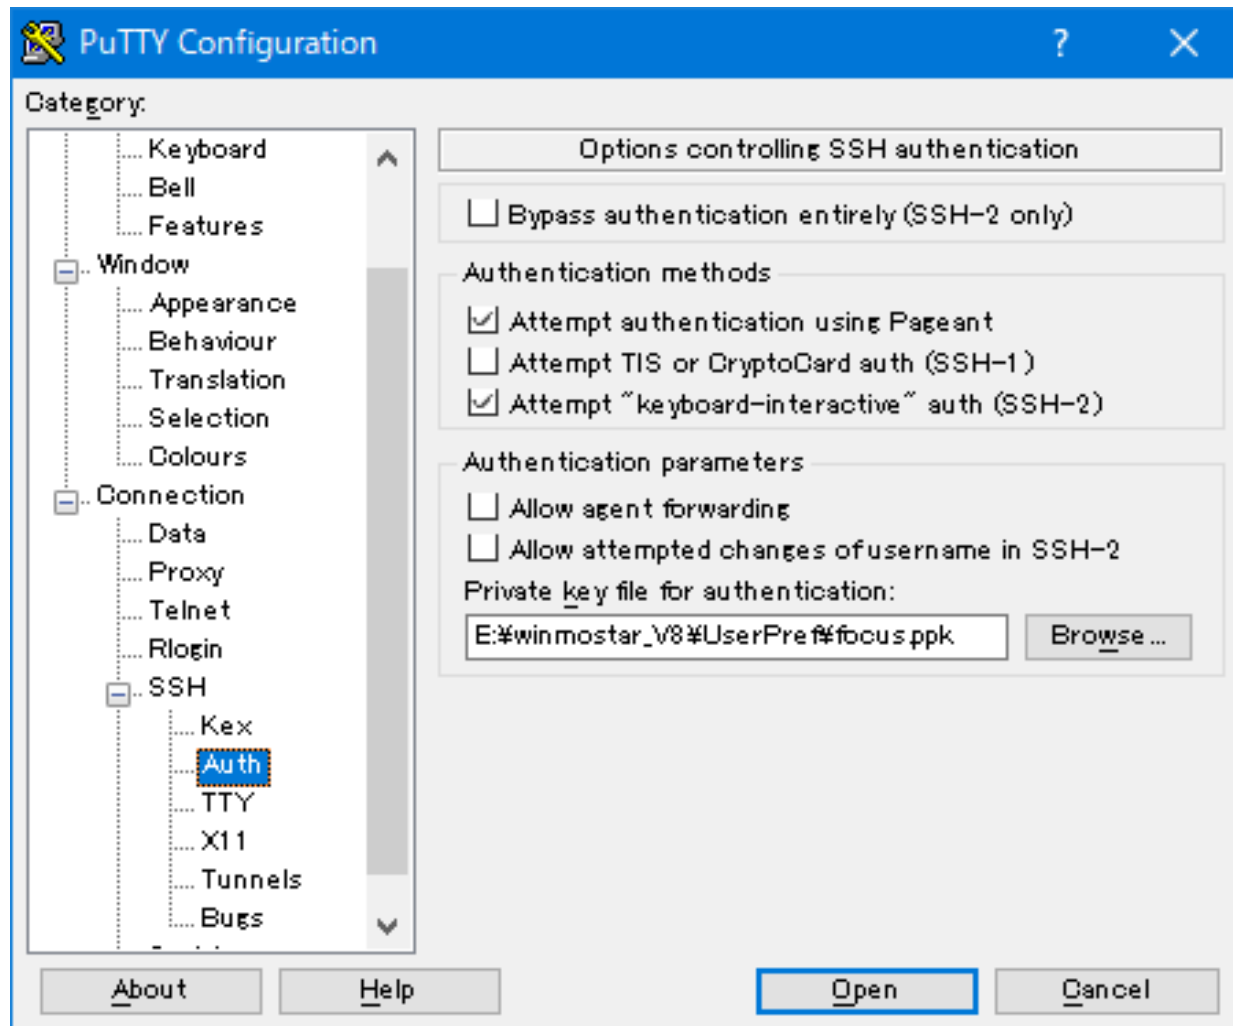 PuTTY Configuration
?
Category:
Keyboard
Bell
Features
Window
Appearance
Behaviour
Translation
Selection
Colours
Connection
Data
Proxy
Telnet
Rlogin
SSH
Kex
Auth
TTY
X11
Tunnels
Bugs
Options controlling SSH authentication
Bypass authentication entirely (SSH-2 only)
Authentication methods
Attempt authentication using Pageant
Attempt TIS or CryptoCard auth (SSH-1)
Attempt "keyboard-interactive" auth (SSH-2)
Authentication parameters
Allow agent forwarding
Allow attempted changes of username in SSH-2
Private key file for authentication:
E:¥winmostar_V8¥UserPref¥focus.ppk
Browse...
About
Help
Open
Cancel